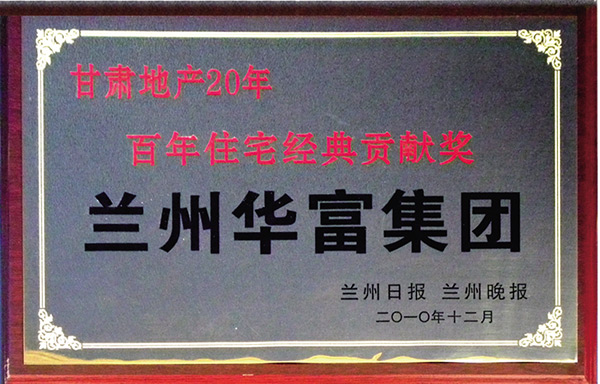 甘肃地产20年
百年住宅经典贡献奖
兰州华富集团
兰州日报 兰州晚报
二〇一〇年十二月